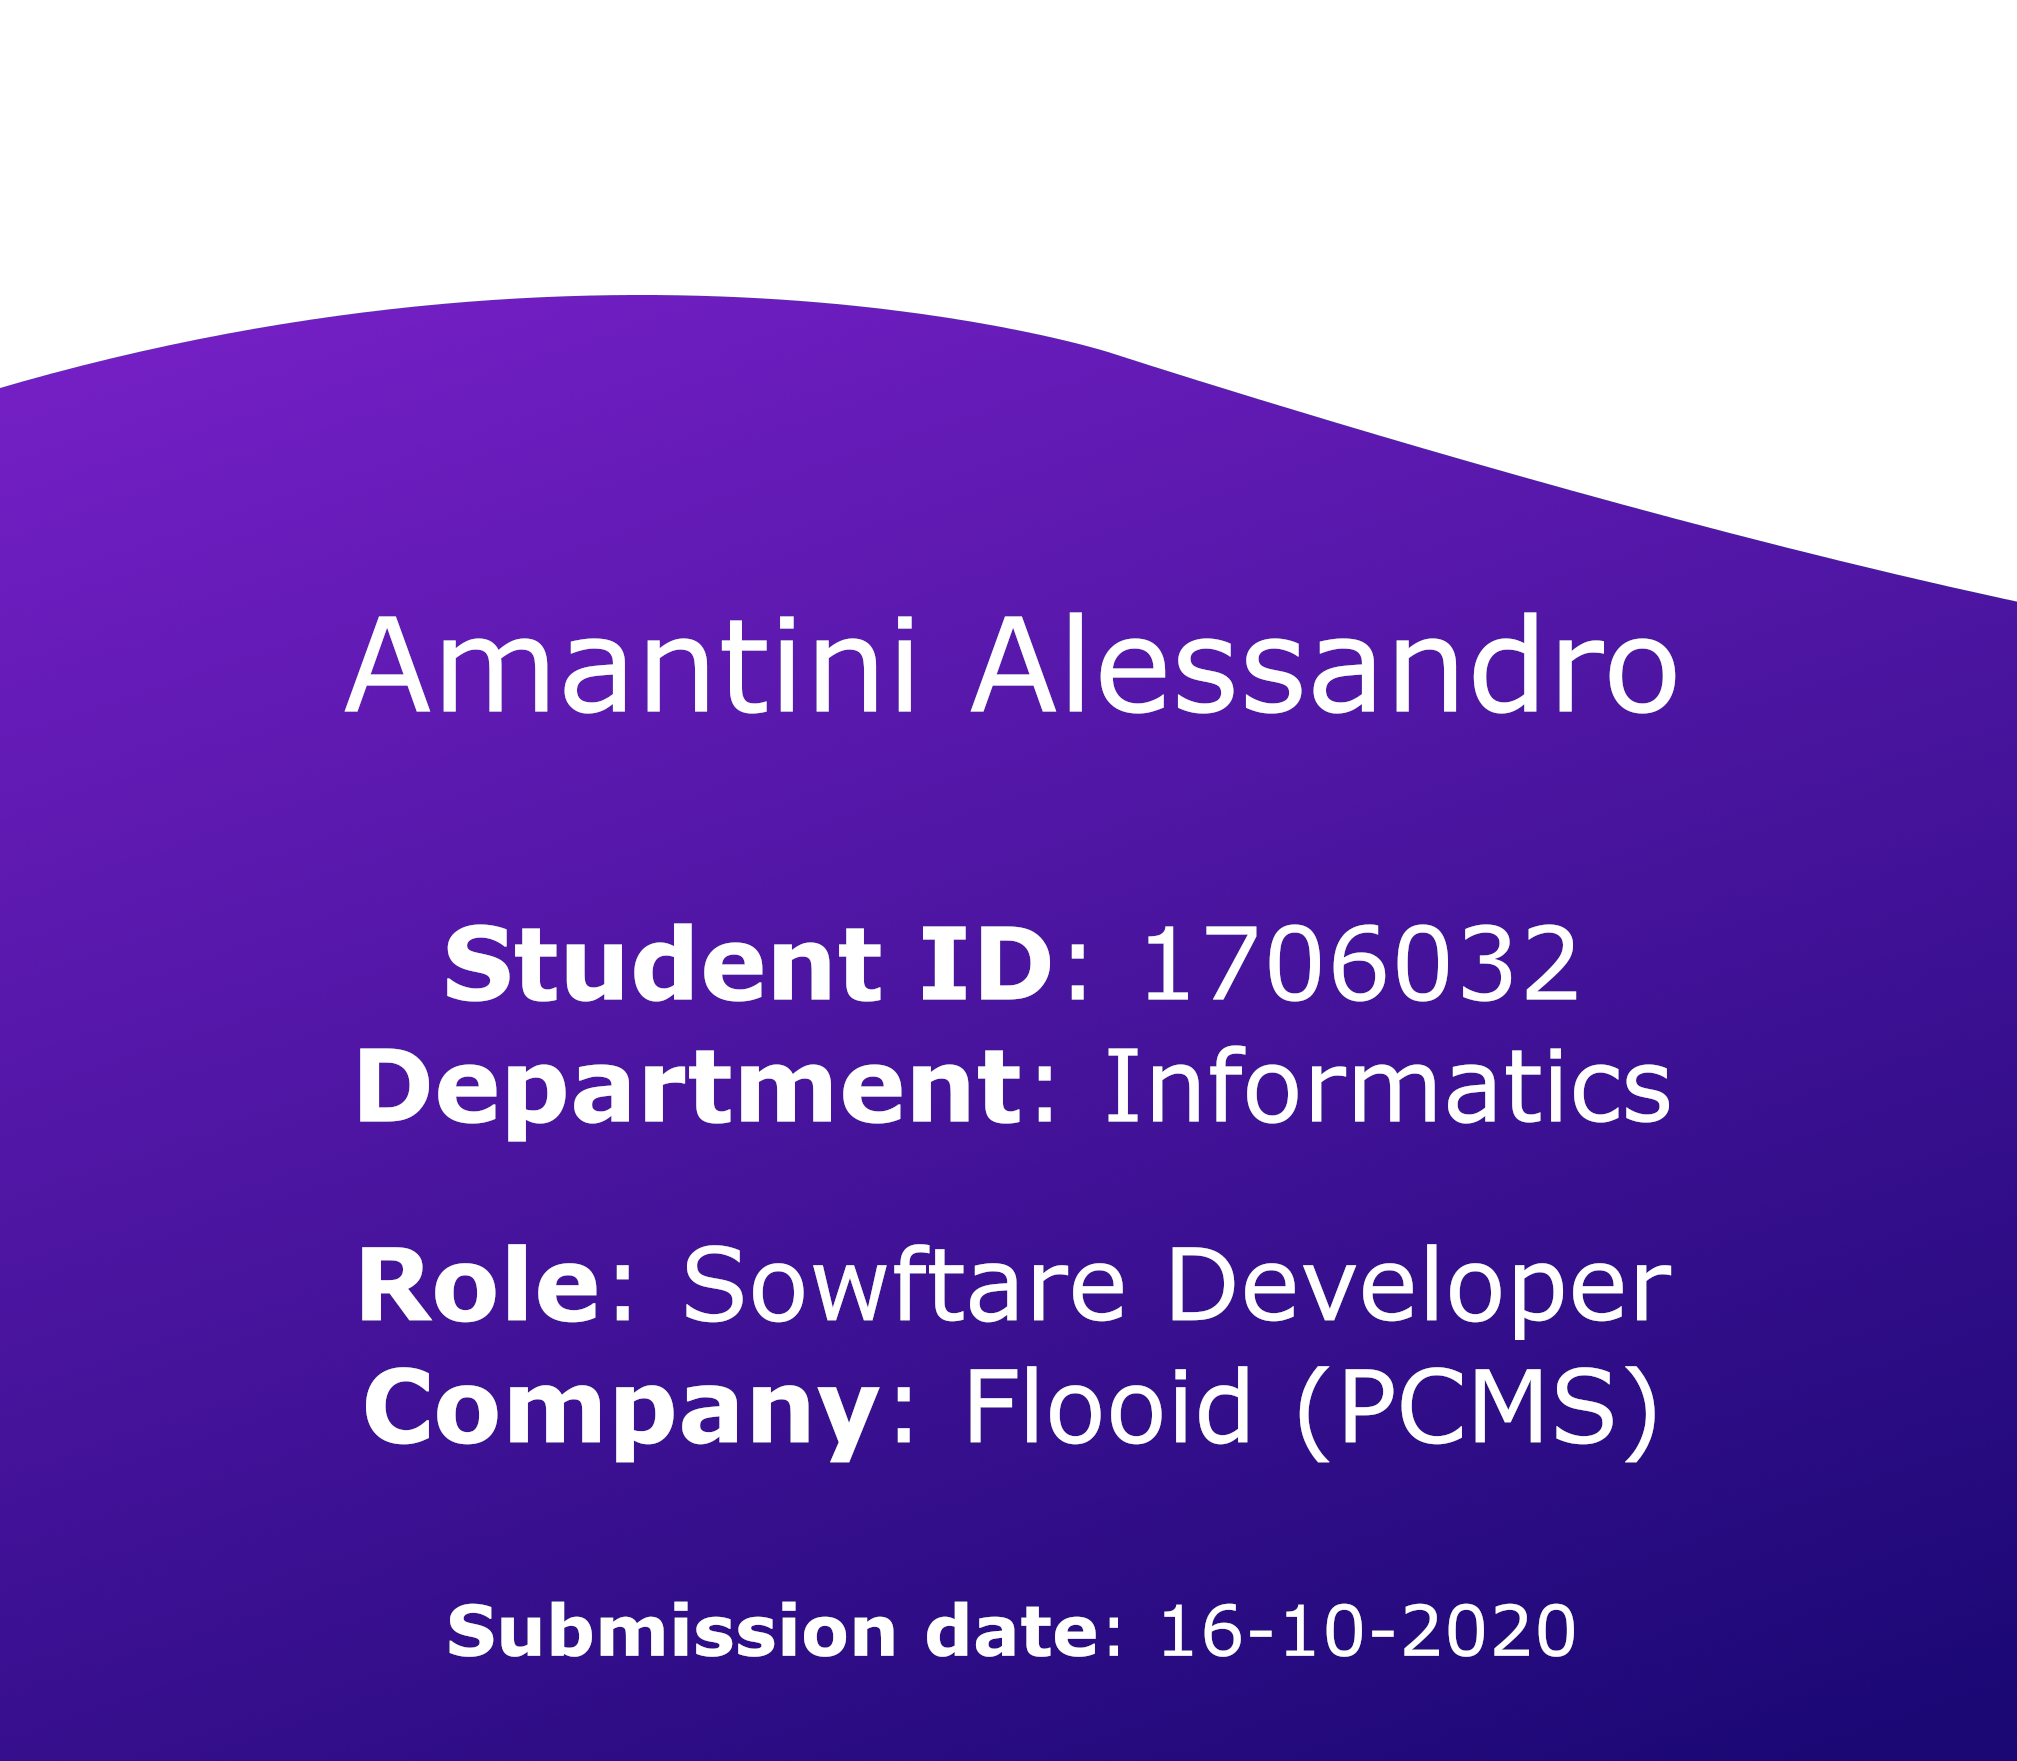 Amantini Alessandro
Student ID: 1706032
Department: Informatics
Role: Sowftare Developer
Company: Flooid (PCMS)
Submission date: 16-10-2020